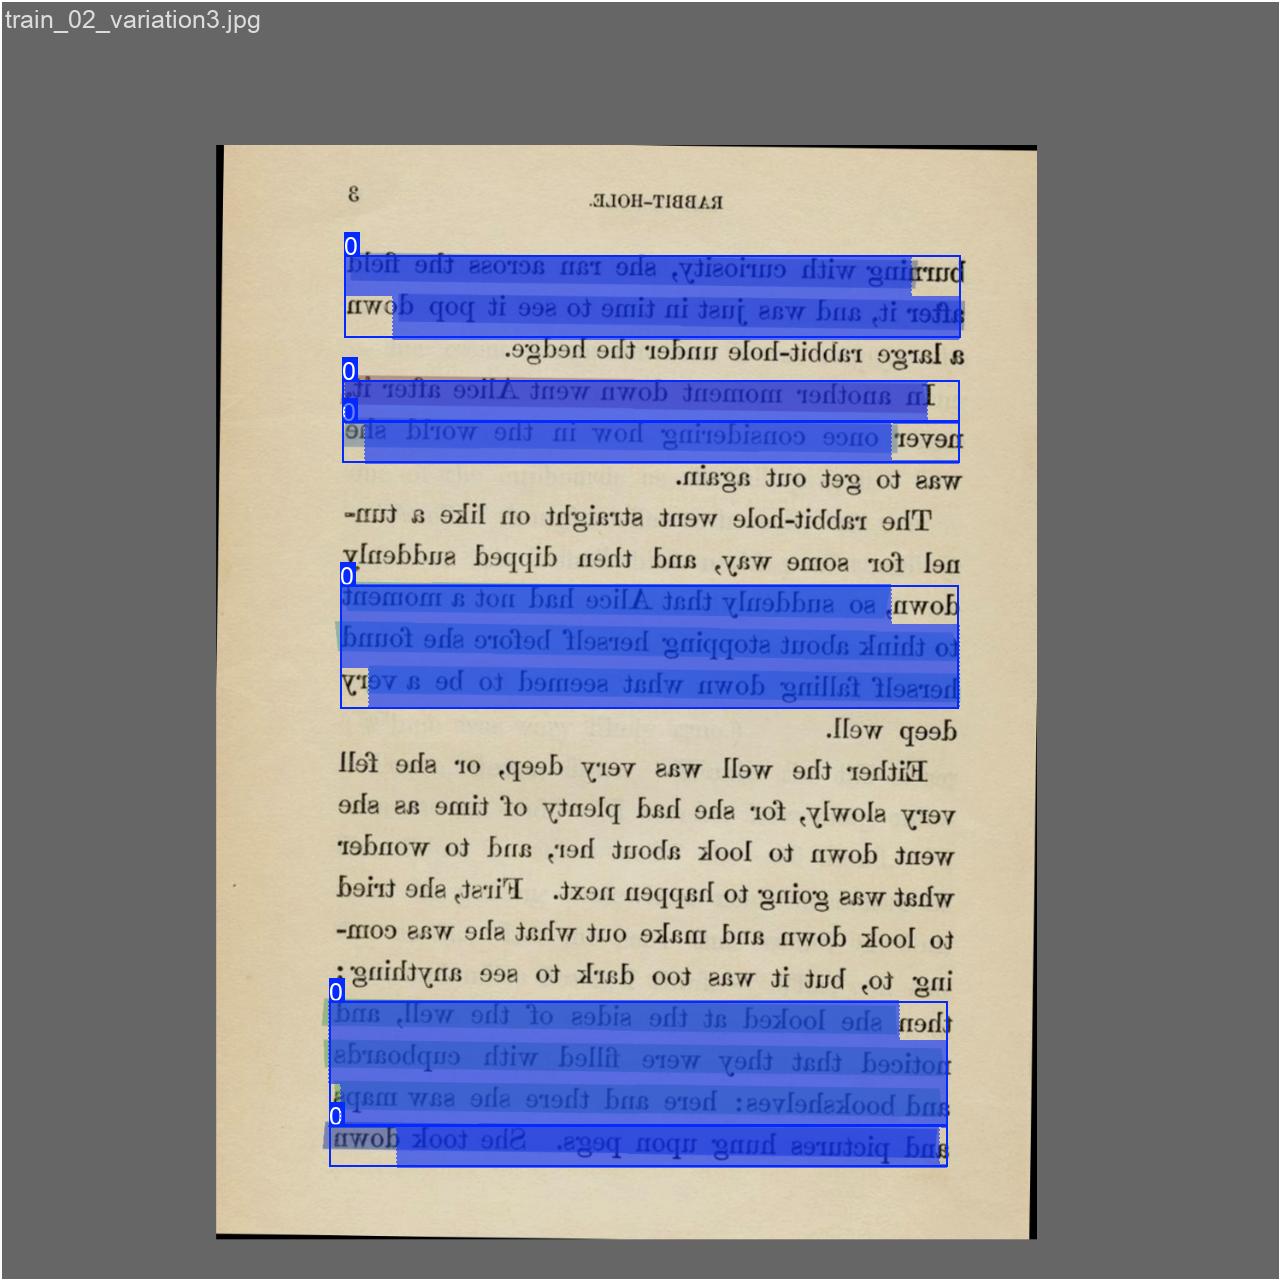 train_02_variation3.jpg
RABBIT-HOLE. 3
0
burning with curiosity, she ran across the field
after it, and was just in time to see it pop down
a large rabbit-hole under the hedge.
0
In another moment down went Alice after it,
0
never once considering how in the world she
was to get out again.
The rabbit-hole went straight on like a tun-
nel for some way, and then dipped suddenly
0
down, so suddenly that Alice had not a moment
to think about stopping herself before she found
herself falling down what seemed to be a very
deep well.
Either the well was very deep, or she fell
very slowly, for she had plenty of time as she
went down to look about her, and to wonder
what was going to happen next. First, she tried
to look down and make out what she was com-
ing to, but it was too dark to see anything;
0
then she looked at the sides of the well, and
noticed that they were filled with cupboards
and bookshelves: here and there she saw maps
0
and pictures hung upon pegs. She took down